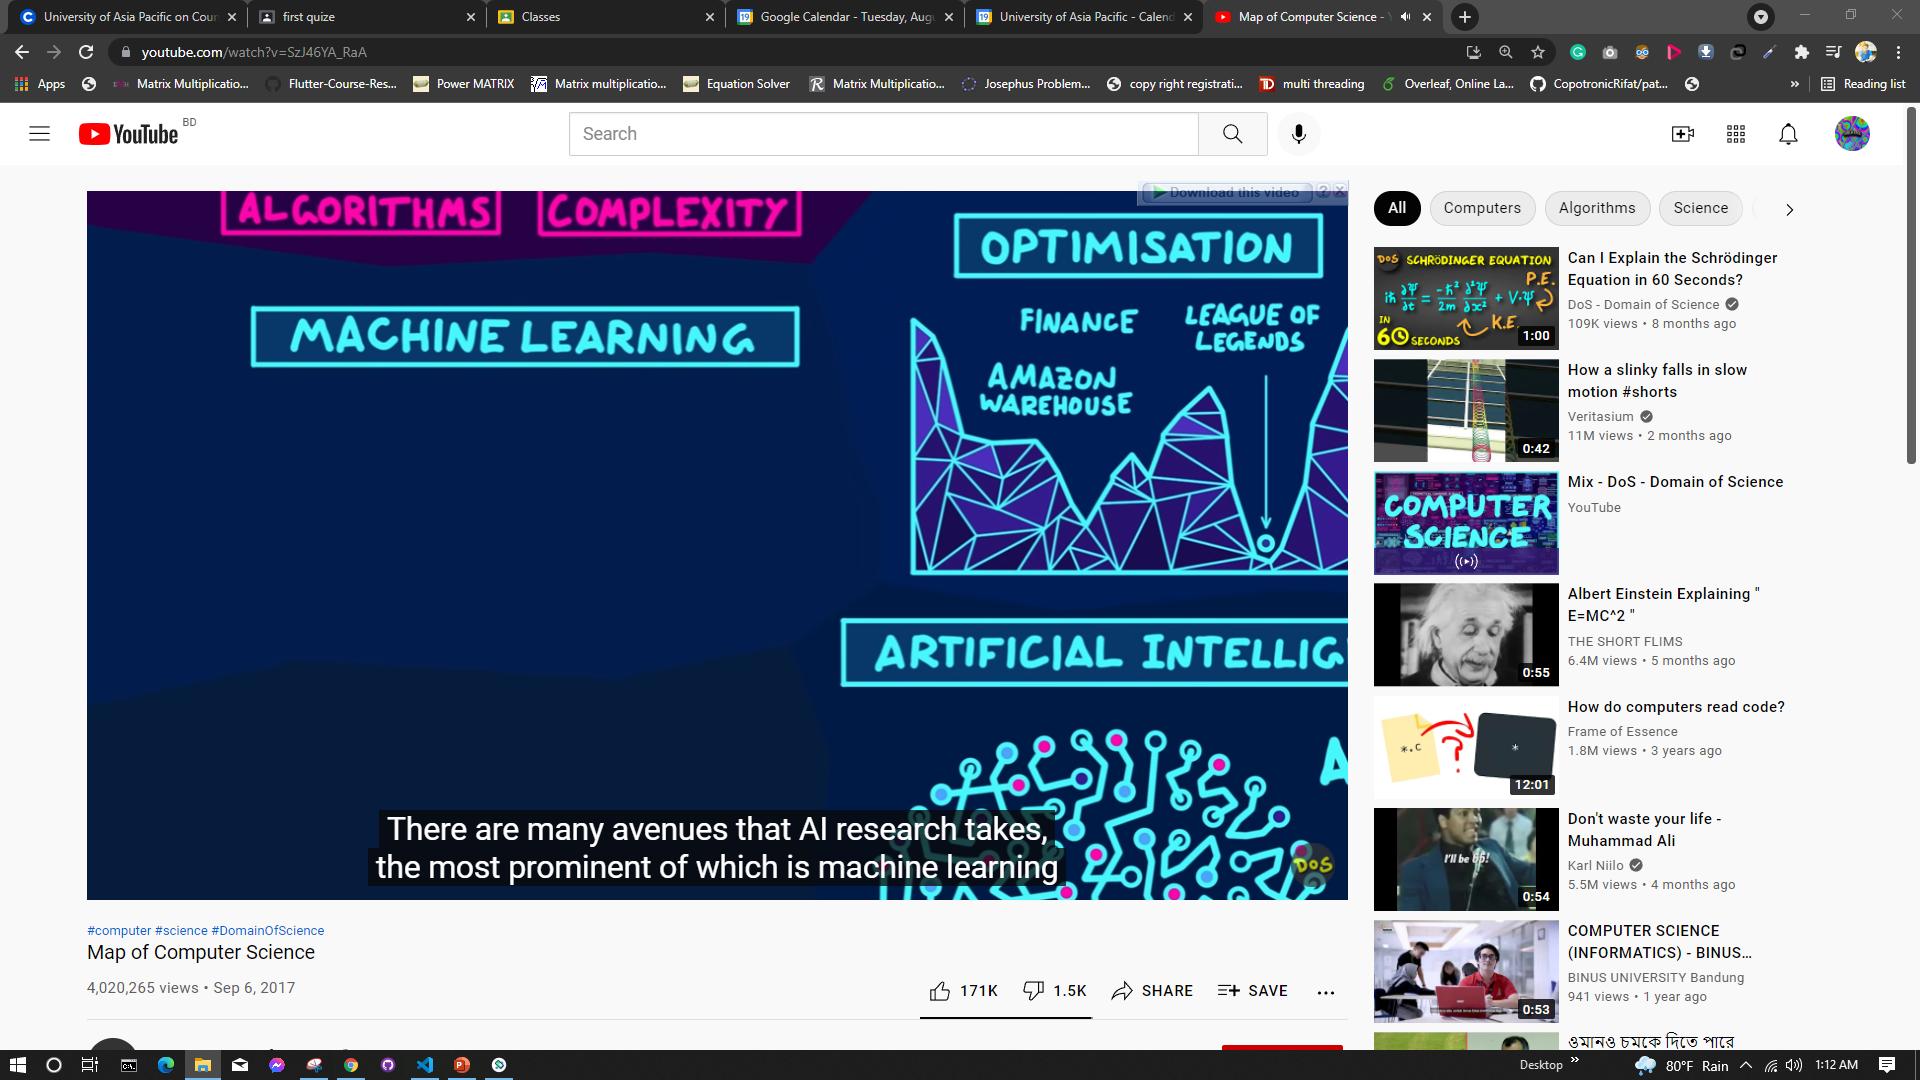 University of Asia Pacific on Cour
first quize
Classes
Google Calendar - Tuesday, Aug
University of Asia Pacific - Calend
Map of Computer Science -
youtube.com/watch?v=SzJ46YA_RaA
Apps
Matrix Multiplicatio...
Flutter-Course-Res...
Power MATRIX
Matrix multiplicatio...
Equation Solver
Matrix Multiplicatio...
Josephus Problem...
copy right registrati...
multi threading
Overleaf, Online La...
CopotronicRifat/pat...
»
Reading list
YouTube BD
Search
Download this video
ALGORITHMS
COMPLEXITY
OPTIMISATION
MACHINE LEARNING
FINANCE
LEAGUE OF
LEGENDS
AMAZON
WAREHOUSE
ARTIFICIAL INTELLIG
A
There are many avenues that AI research takes,
the most prominent of which is machine learning
DoS
#computer #science #DomainOfScience
Map of Computer Science
4,020,265 views • Sep 6, 2017
171K
1.5K
SHARE
SAVE
...
All
Computers
Algorithms
Science
DoS SCHRÖDINGER EQUATION
P.E.
K.E.
IN
60 SECONDS
1:00
Can I Explain the Schrödinger
Equation in 60 Seconds?
DoS - Domain of Science
109K views • 8 months ago
0:42
How a slinky falls in slow
motion #shorts
Veritasium
11M views • 2 months ago
COMPUTER
SCIENCE
Mix - DoS - Domain of Science
YouTube
0:55
Albert Einstein Explaining "
E=MC^2 "
THE SHORT FLIMS
6.4M views • 5 months ago
*.c
?
*
12:01
How do computers read code?
Frame of Essence
1.8M views • 3 years ago
I'll be 65!
0:54
Don't waste your life -
Muhammad Ali
Karl Niilo
5.5M views • 4 months ago
0:53
COMPUTER SCIENCE
(INFORMATICS) - BINUS...
BINUS UNIVERSITY Bandung
941 views • 1 year ago
ওমানও চমকে দিতে পারে
Desktop »
80°F Rain
1:12 AM